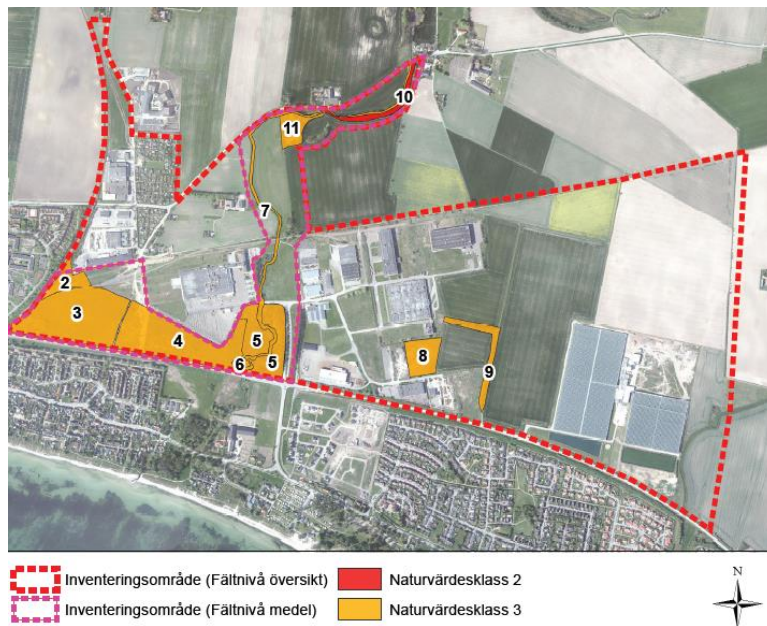 10
11
7
2
3
4
5
6
5
8
9
Inventeringsområde (Fältnivå översikt)
Naturvärdesklass 2
Inventeringsområde (Fältnivå medel)
Naturvärdesklass 3
N